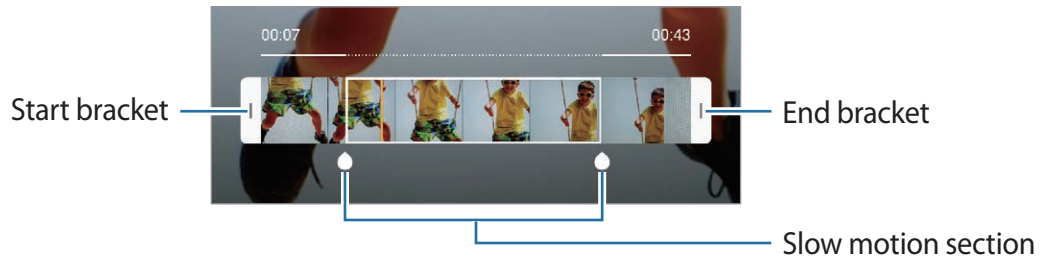 00:07
00:43
Start bracket
End bracket
Slow motion section